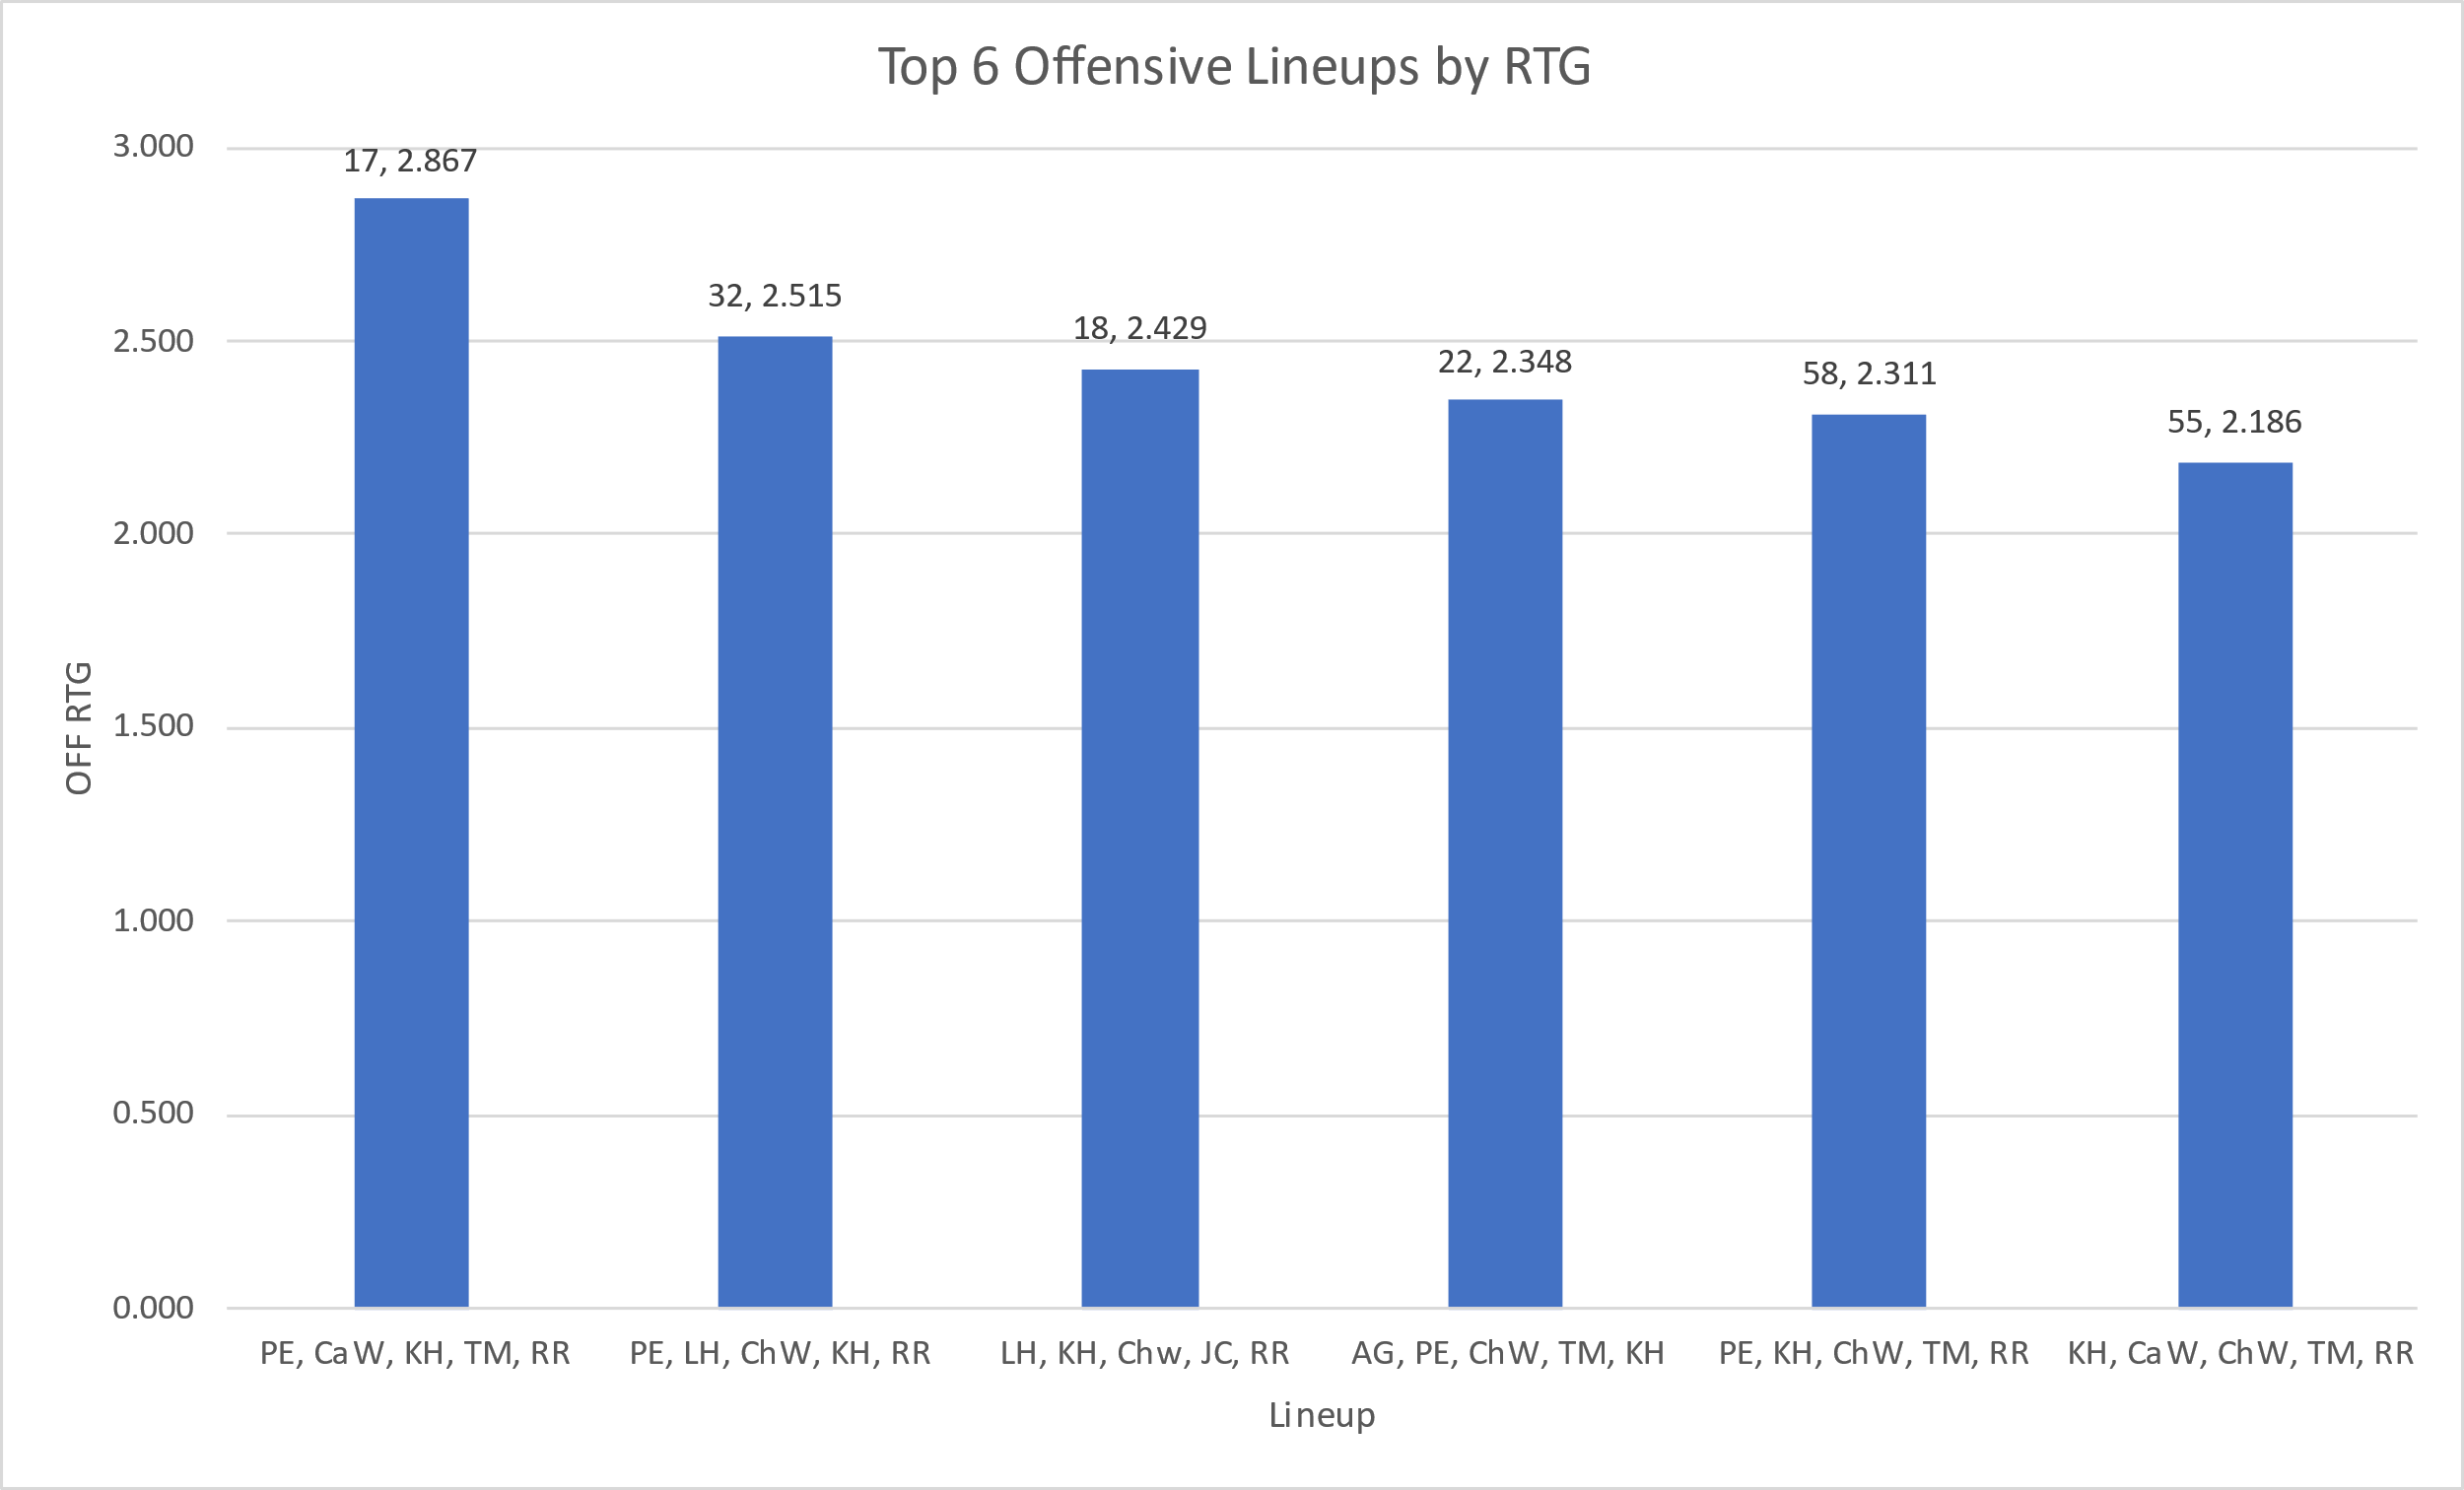 Top 6 Offensive Lineups by RTG
3.000
2.500
2.000
1.500
1.000
0.500
0.000
OFF RTG
17, 2.867
32, 2.515
18, 2.429
22, 2.348
58, 2.311
55, 2.186
PE, CaW, KH, TM, RR
PE, LH, ChW, KH, RR
LH, KH, Chw, JC, RR
AG, PE, ChW, TM, KH
PE, KH, ChW, TM, RR
KH, CaW, ChW, TM, RR
Lineup